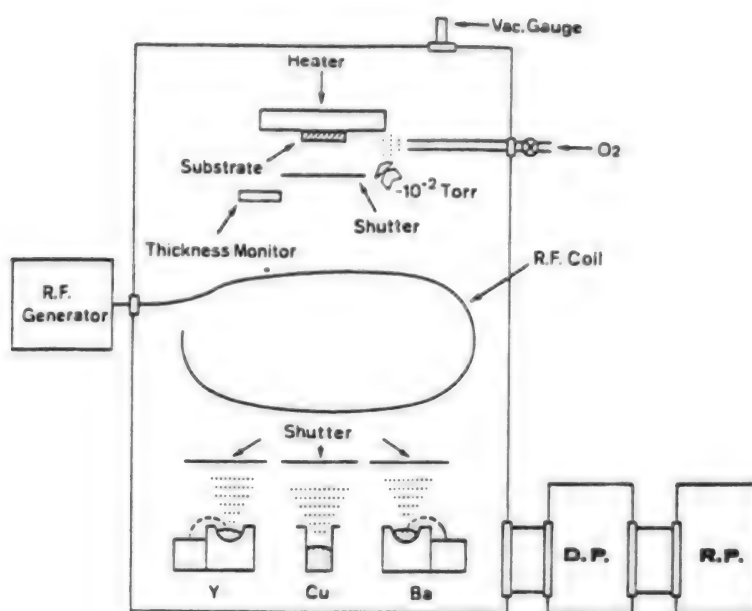 Vac. Gauge
Heater
Substrate
O2
~10⁻² Torr
Shutter
Thickness Monitor
R.F.
Generator
R.F. Coil
Shutter
Y
Cu
Ba
D.P.
R.P.